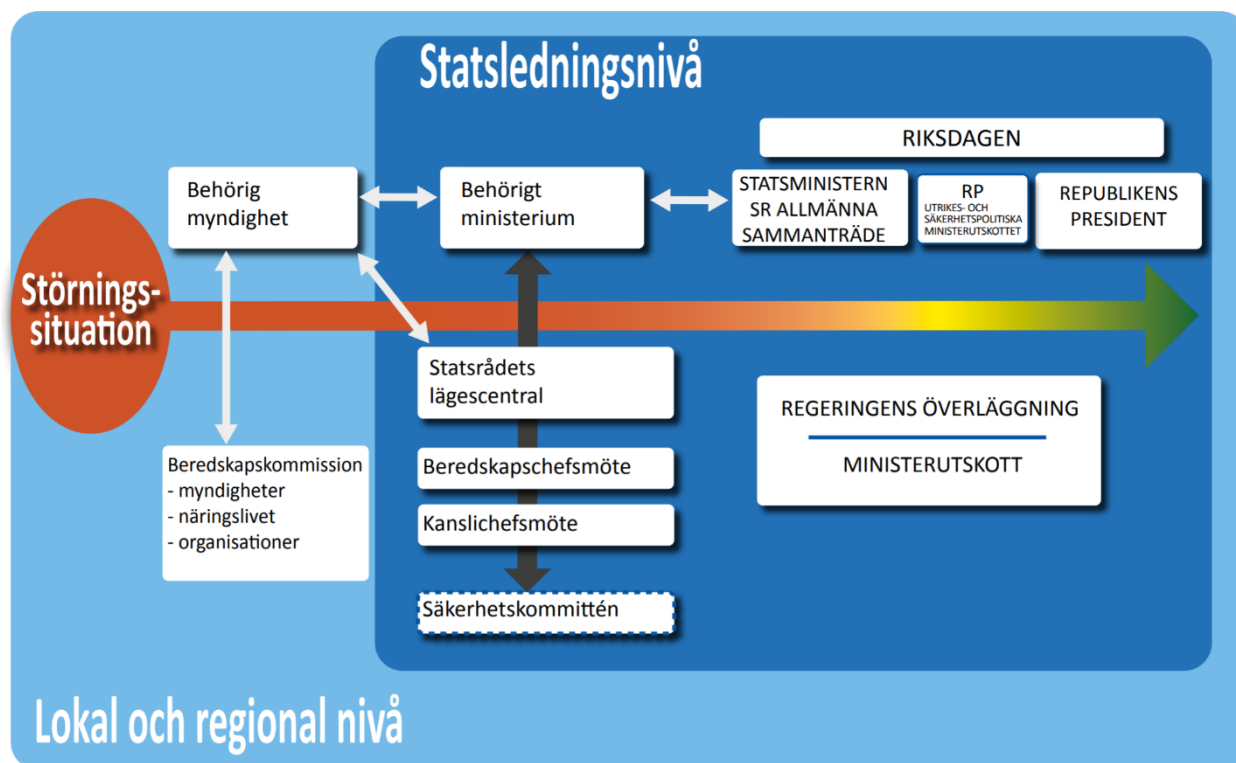 Statsledningsnivå
RIKSDAGEN
Behörig
myndighet
Behörigt
ministerium
STATSMINISTERN
SR ALLMÄNNA
SAMMANTRÄDE
RP
UTRIKES- OCH
SÄKERHETSPOLITISKA
MINISTERUTSKOTTET
REPUBLIKENS
PRESIDENT
Störnings-
situation
Statsrådets
lägescentral
REGERINGENS ÖVERLÄGGNING
MINISTERUTSKOTT
Beredskapskommission
- myndigheter
- näringslivet
- organisationer
Beredskapschefsmöte
Kanslichefsmöte
Säkerhetskommittén
Lokal och regional nivå